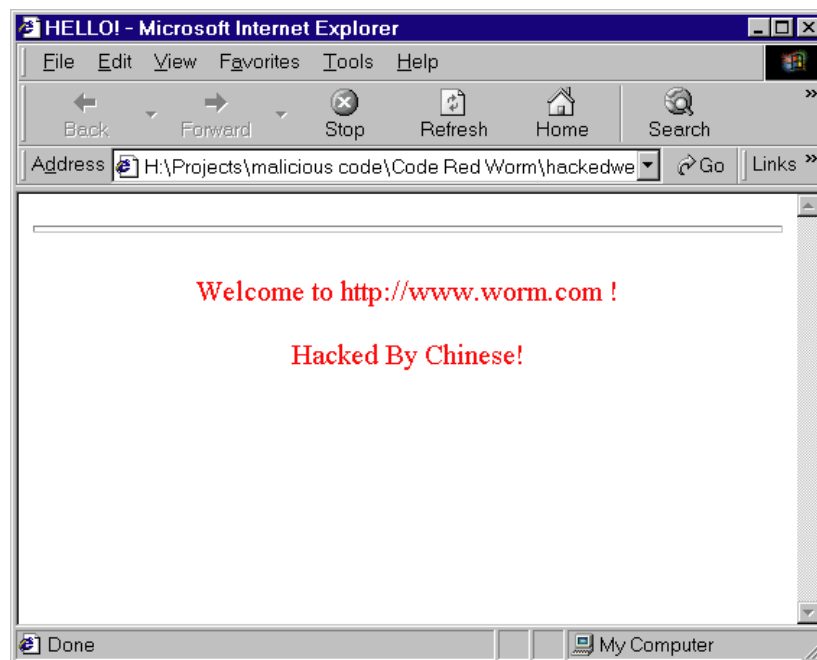 HELLO! - Microsoft Internet Explorer
File Edit View Favorites Tools Help
Back Forward Stop Refresh Home Search »
Address H:\Projects\malicious code\Code Red Worm\hackedwe Go Links »
Welcome to http://www.worm.com !
Hacked By Chinese!
Done My Computer